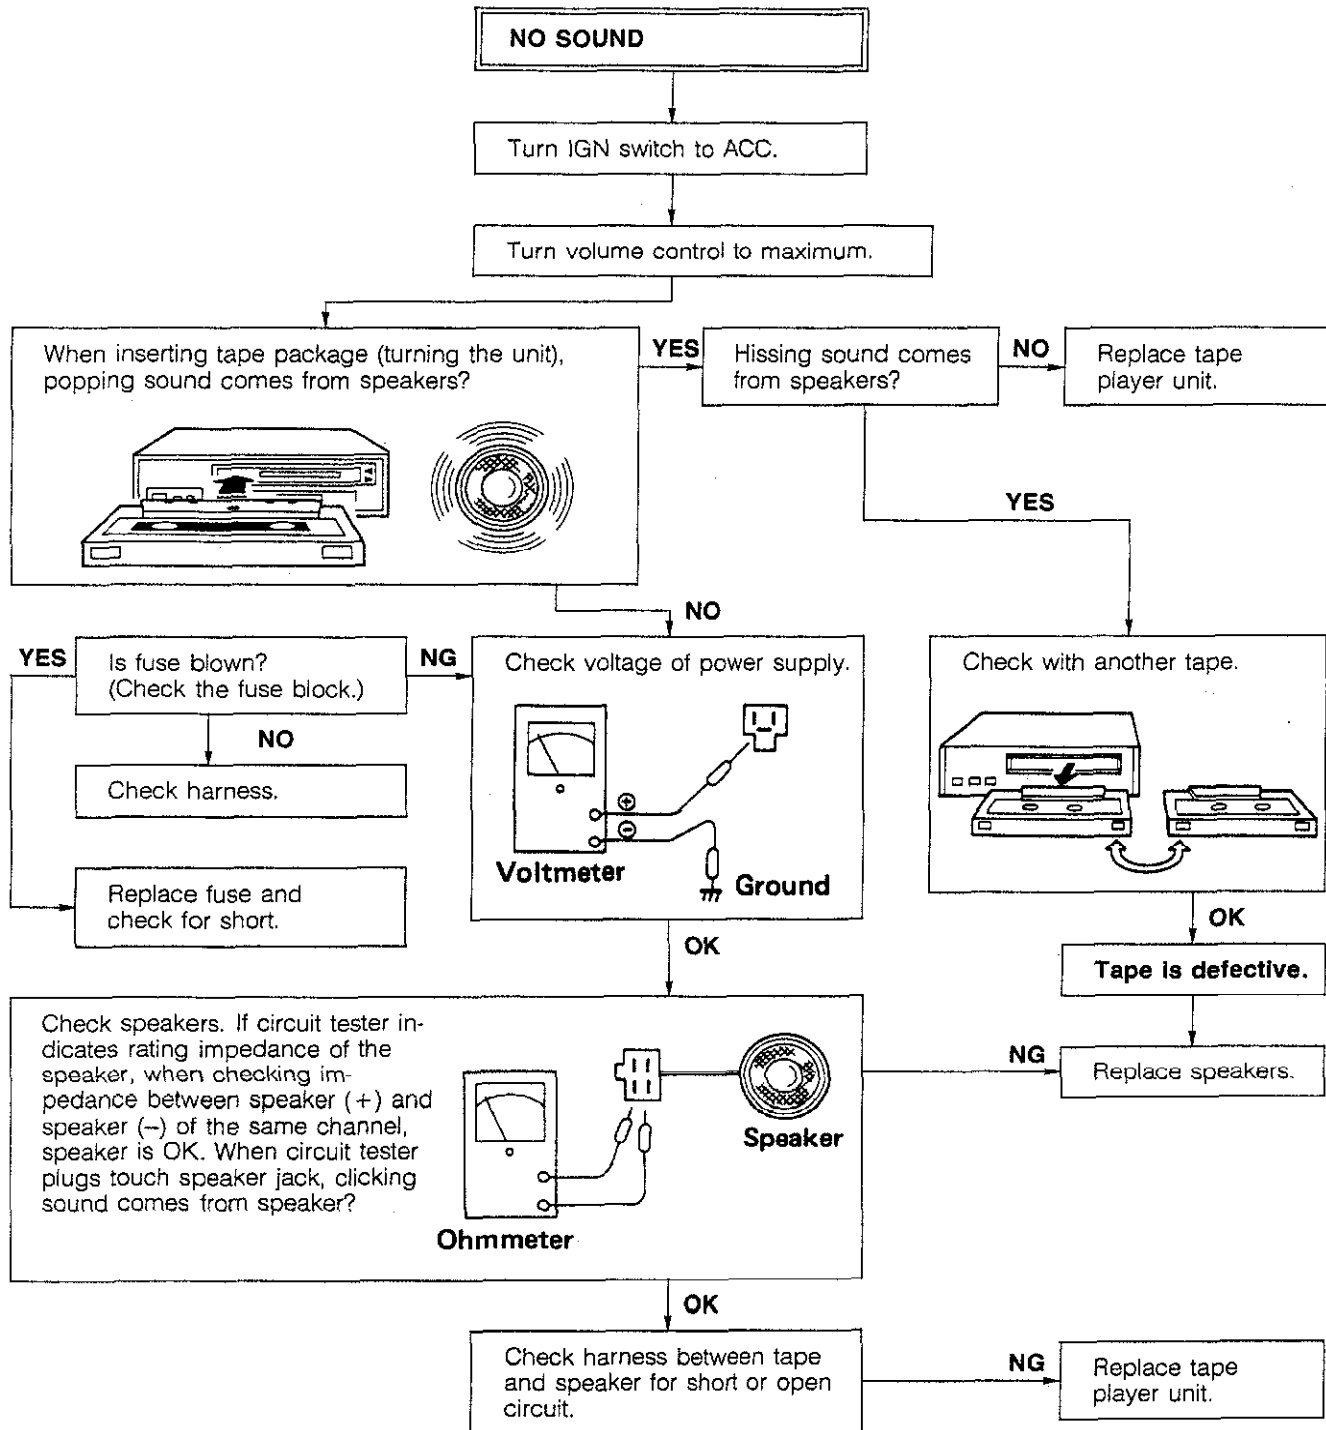 NO SOUND
Turn IGN switch to ACC.
Turn volume control to maximum.
When inserting tape package (turning the unit),
popping sound comes from speakers?
YES
Hissing sound comes
from speakers?
NO
Replace tape
player unit.
YES
NO
YES
Is fuse blown?
(Check the fuse block.)
NG
Check voltage of power supply.
Check with another tape.
NO
Check harness.
+
−
Voltmeter
Ground
Replace fuse and
check for short.
OK
OK
Tape is defective.
Check speakers. If circuit tester in-
dicates rating impedance of the
speaker, when checking im-
pedance between speaker (+) and
speaker (−) of the same channel,
speaker is OK. When circuit tester
plugs touch speaker jack, clicking
sound comes from speaker?
Ohmmeter
Speaker
NG
Replace speakers.
OK
Check harness between tape
and speaker for short or open
circuit.
NG
Replace tape
player unit.